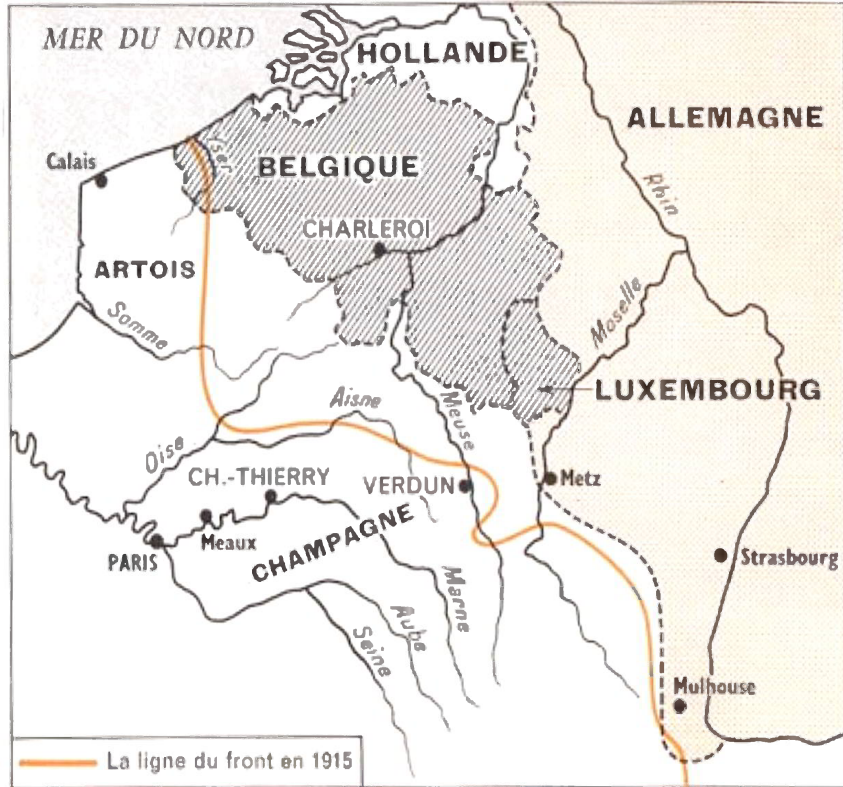 MER DU NORD
HOLLANDE
ALLEMAGNE
Yser
Calais
BELGIQUE
Rhin
CHARLEROI
ARTOIS
Somme
Moselle
LUXEMBOURG
Aisne
Meuse
Oise
CH.-THIERRY
VERDUN
Metz
PARIS
Meaux
CHAMPAGNE
Strasbourg
Marne
Aube
Seine
Mulhouse
La ligne du front en 1915